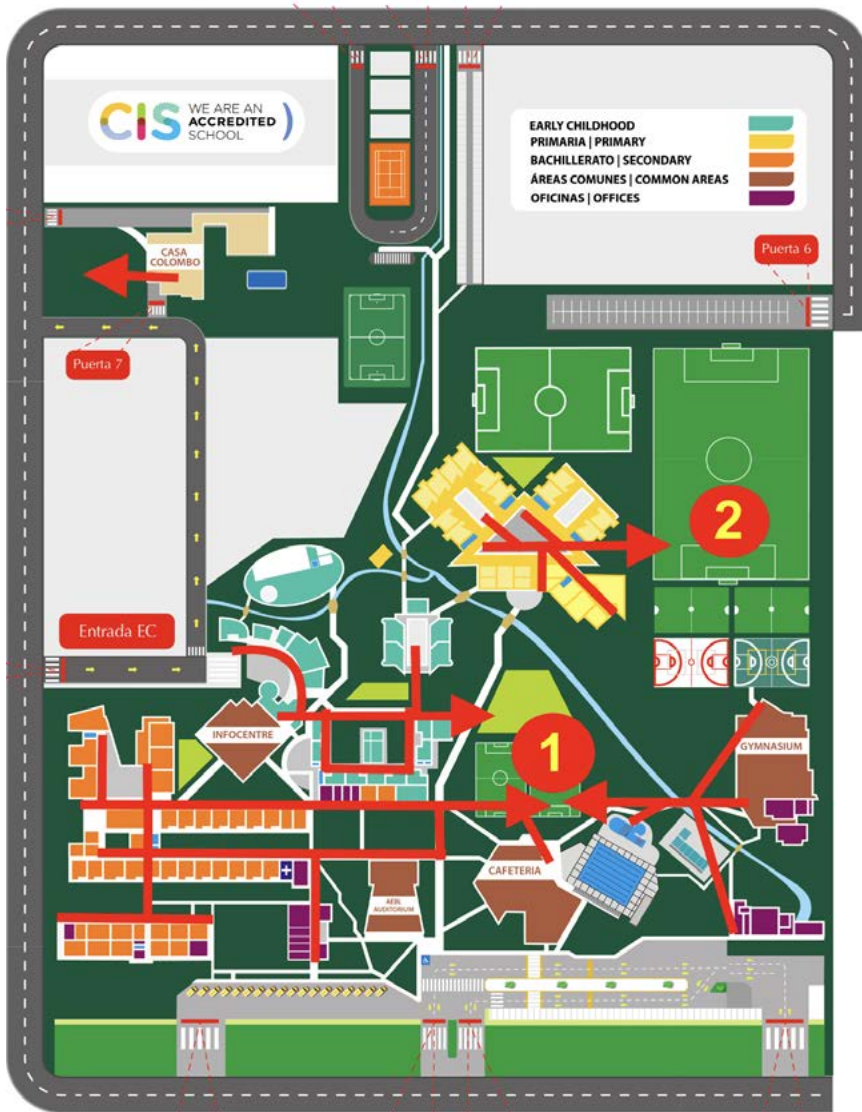 CIS
WE ARE AN
ACCREDITED
SCHOOL
EARLY CHILDHOOD
PRIMARIA | PRIMARY
BACHILLERATO | SECONDARY
ÁREAS COMUNES | COMMON AREAS
OFICINAS | OFFICES
CASA
COLOMBO
Puerta 6
Puerta 7
2
Entrada EC
INFOCENTRE
1
GYMNASIUM
CAFETERIA
AEBL
AUDITORIUM